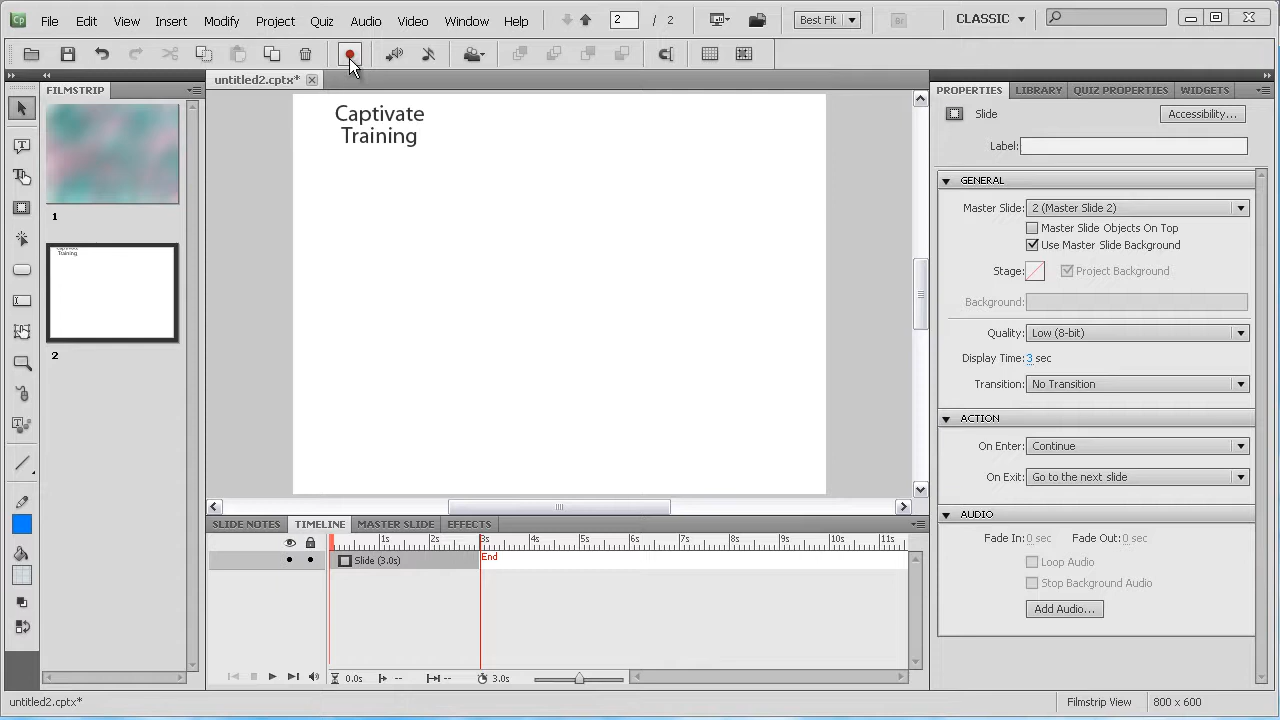 Cp File Edit View Insert Modify Project Quiz Audio Video Window Help 2 / 2 Best Fit Br CLASSIC
untitled2.cptx*
FILMSTRIP
1
Captivate
Training
2
Captivate
Training
PROPERTIES LIBRARY QUIZ PROPERTIES WIDGETS
Slide Accessibility...
Label:
GENERAL
Master Slide: 2 (Master Slide 2)
Master Slide Objects On Top
Use Master Slide Background
Stage: Project Background
Background:
Quality: Low (8-bit)
Display Time: 3 sec
Transition: No Transition
ACTION
On Enter: Continue
On Exit: Go to the next slide
AUDIO
Fade In: 0 sec Fade Out: 0 sec
Loop Audio
Stop Background Audio
Add Audio...
SLIDE NOTES TIMELINE MASTER SLIDE EFFECTS
1s 2s 3s 4s 5s 6s 7s 8s 9s 10s 11s
Slide (3.0s) End
0.0s -- -- 3.0s
untitled2.cptx* Filmstrip View 800 x 600